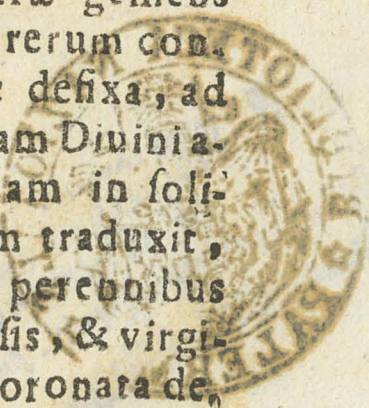 rerum con.
defixa, ad
am Diuini a-
am in ſoli-
m traduxit,
perennibus
ſis, & virgi-
oronata de,